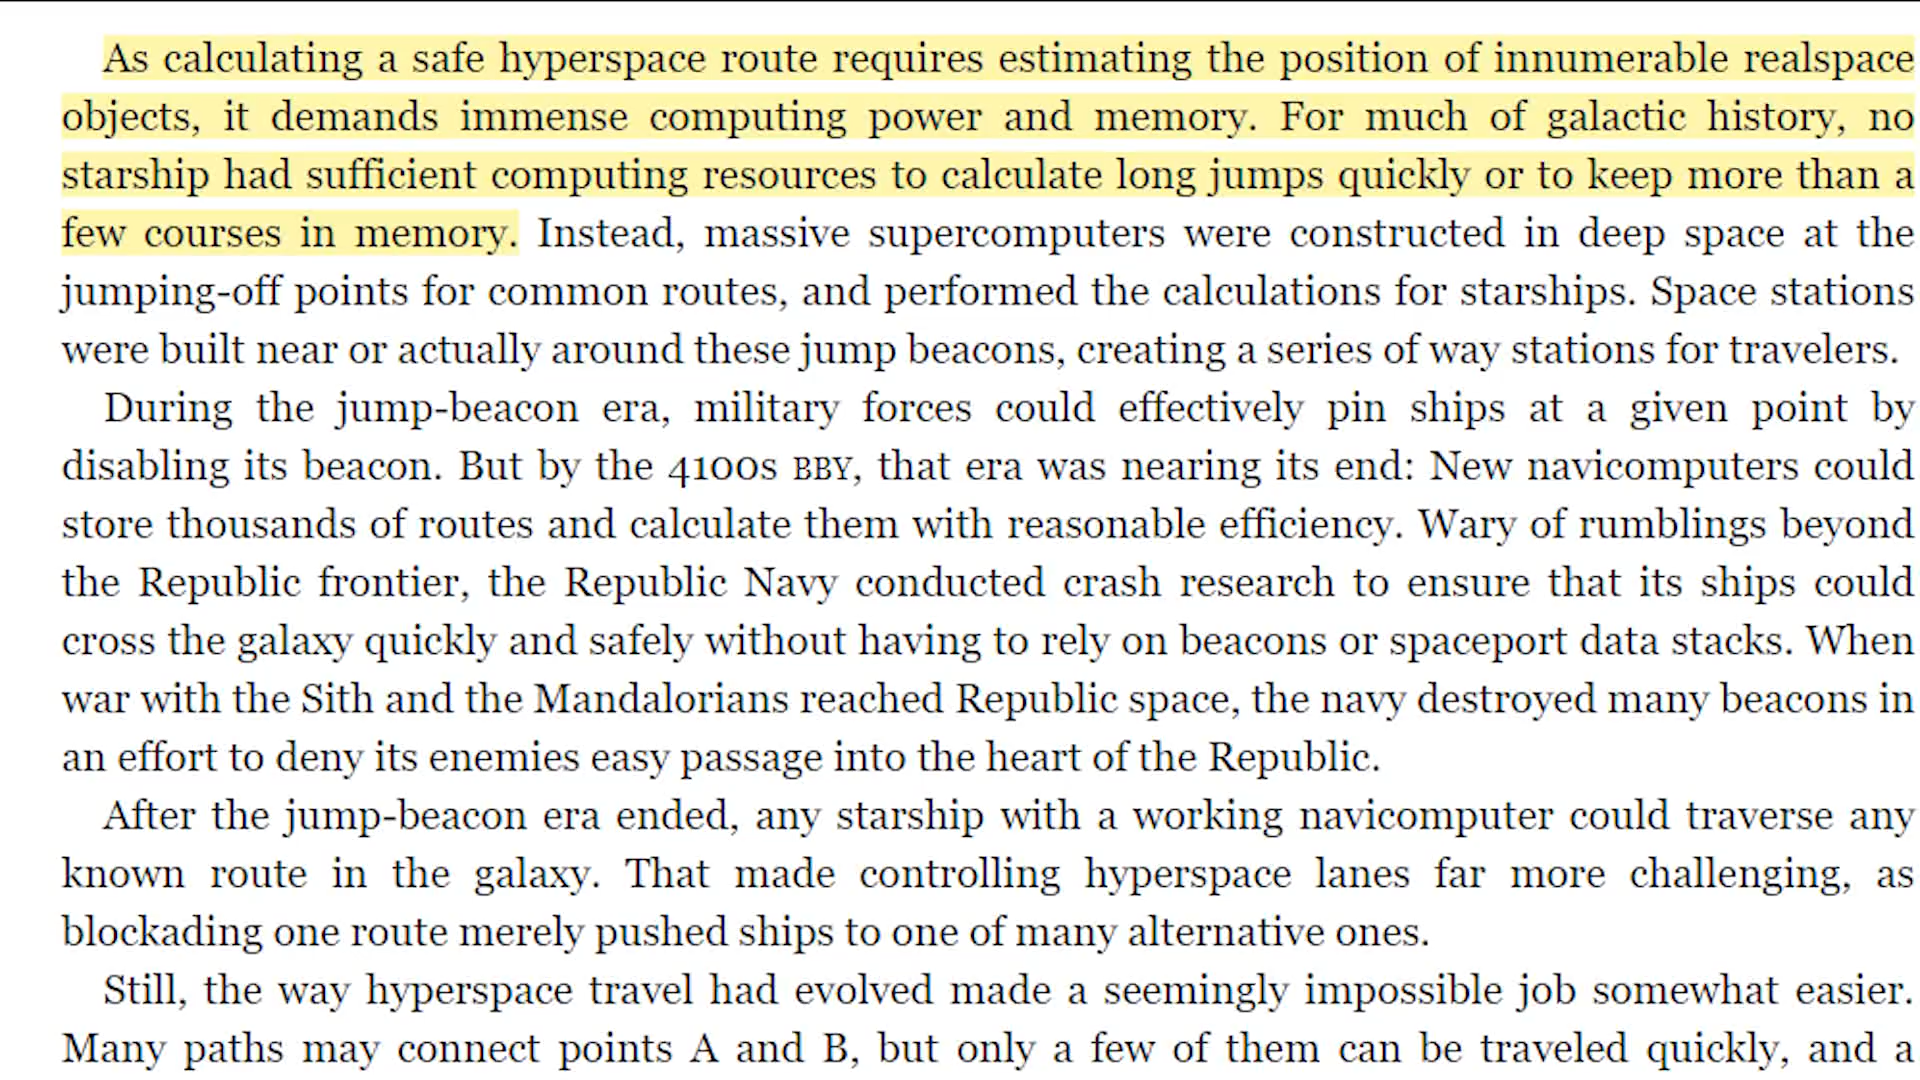 As calculating a safe hyperspace route requires estimating the position of innumerable realspace
objects, it demands immense computing power and memory. For much of galactic history, no
starship had sufficient computing resources to calculate long jumps quickly or to keep more than a
few courses in memory. Instead, massive supercomputers were constructed in deep space at the
jumping-off points for common routes, and performed the calculations for starships. Space stations
were built near or actually around these jump beacons, creating a series of way stations for travelers.
During the jump-beacon era, military forces could effectively pin ships at a given point by
disabling its beacon. But by the 4100s BBY, that era was nearing its end: New navicomputers could
store thousands of routes and calculate them with reasonable efficiency. Wary of rumblings beyond
the Republic frontier, the Republic Navy conducted crash research to ensure that its ships could
cross the galaxy quickly and safely without having to rely on beacons or spaceport data stacks. When
war with the Sith and the Mandalorians reached Republic space, the navy destroyed many beacons in
an effort to deny its enemies easy passage into the heart of the Republic.
After the jump-beacon era ended, any starship with a working navicomputer could traverse any
known route in the galaxy. That made controlling hyperspace lanes far more challenging, as
blockading one route merely pushed ships to one of many alternative ones.
Still, the way hyperspace travel had evolved made a seemingly impossible job somewhat easier.
Many paths may connect points A and B, but only a few of them can be traveled quickly, and a